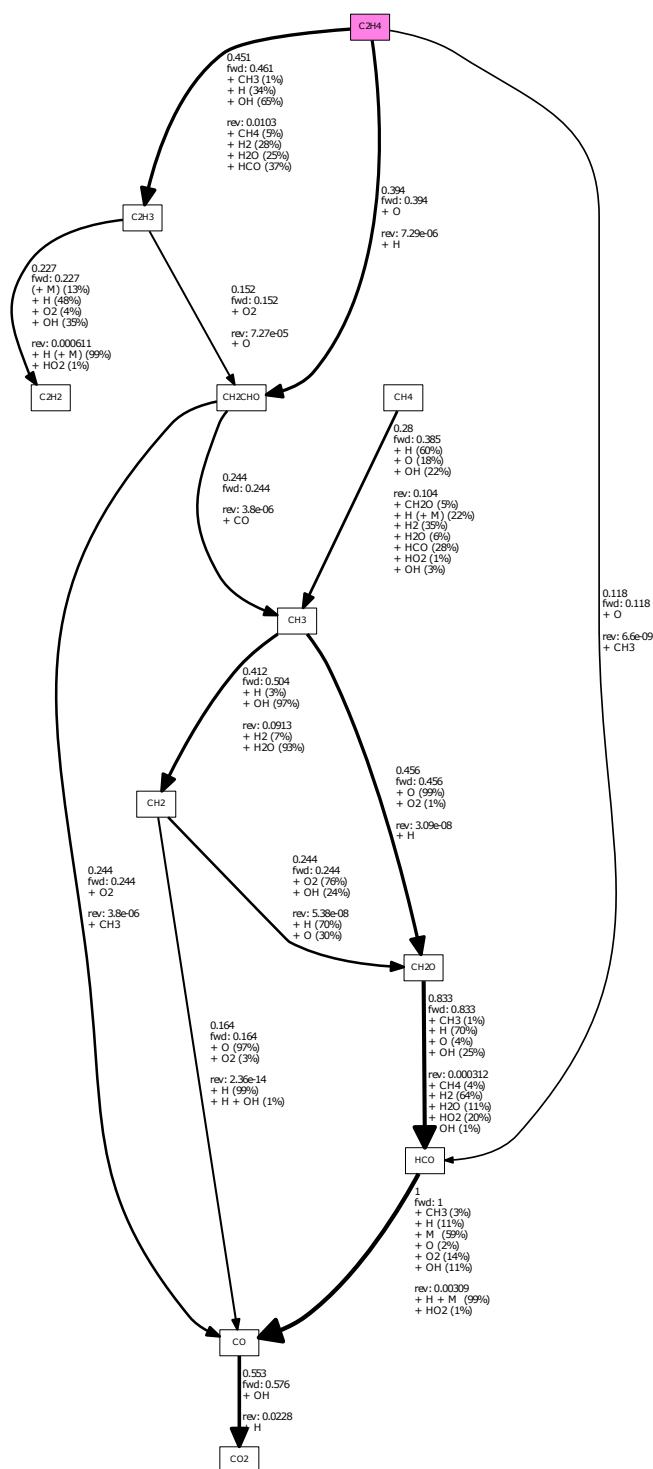 C2H4
0.451
fwd: 0.461
+ CH3 (1%)
+ H (34%)
+ OH (65%)
rev: 0.0103
+ CH4 (5%)
+ H2 (28%)
+ H2O (25%)
+ HCO (37%)
0.394
fwd: 0.394
+ O
rev: 7.29e-06
+ H
C2H3
0.227
fwd: 0.227
(+ M) (13%)
+ H (48%)
+ O2 (4%)
+ OH (35%)
rev: 0.000611
+ H (+ M) (99%)
+ HO2 (1%)
0.152
fwd: 0.152
+ O2
rev: 7.27e-05
+ O
C2H2
CH2CHO
CH4
0.28
fwd: 0.385
+ H (60%)
+ O (18%)
+ OH (22%)
rev: 0.104
+ CH2O (5%)
+ H (+ M) (22%)
+ H2 (35%)
+ H2O (6%)
+ HCO (28%)
+ HO2 (1%)
+ OH (3%)
0.244
fwd: 0.244
rev: 3.8e-06
+ CO
0.118
fwd: 0.118
+ O
rev: 6.6e-09
+ CH3
CH3
0.412
fwd: 0.504
+ H (3%)
+ OH (97%)
rev: 0.0913
+ H2 (7%)
+ H2O (93%)
0.456
fwd: 0.456
+ O (99%)
+ O2 (1%)
rev: 3.09e-08
+ H
CH2
0.244
fwd: 0.244
+ O2
rev: 3.8e-06
+ CH3
0.244
fwd: 0.244
+ O2 (76%)
+ OH (24%)
rev: 5.38e-08
+ H (70%)
+ O (30%)
CH2O
0.164
fwd: 0.164
+ O (97%)
+ O2 (3%)
rev: 2.36e-14
+ H (99%)
+ H + OH (1%)
0.833
fwd: 0.833
+ CH3 (1%)
+ H (70%)
+ O (4%)
+ OH (25%)
rev: 0.000312
+ CH4 (4%)
+ H2 (64%)
+ H2O (11%)
+ HO2 (20%)
OH (1%)
HCO
1
fwd: 1
+ CH3 (3%)
+ H (11%)
+ M (59%)
+ O (2%)
+ O2 (14%)
+ OH (11%)
rev: 0.00309
+ H + M (99%)
+ HO2 (1%)
CO
0.553
fwd: 0.576
+ OH
rev: 0.0228
+ H
CO2